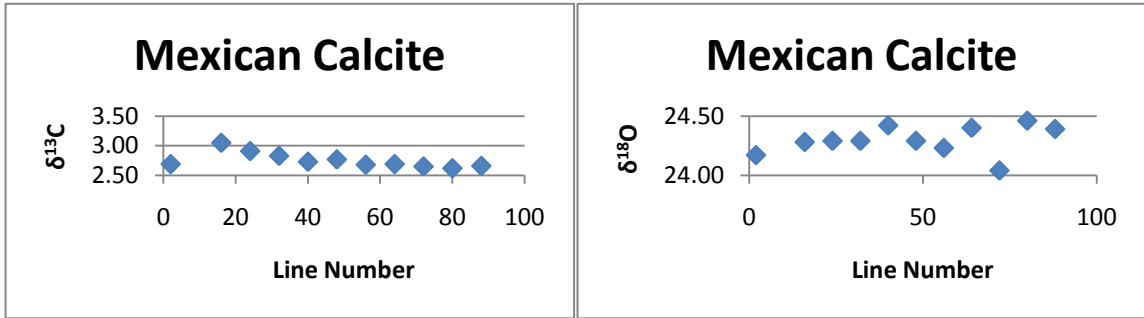 Mexican Calcite
3.50
3.00
2.50
δ¹³C
0 20 40 60 80 100
Line Number
Mexican Calcite
24.50
24.00
δ¹⁸O
0 50 100
Line Number